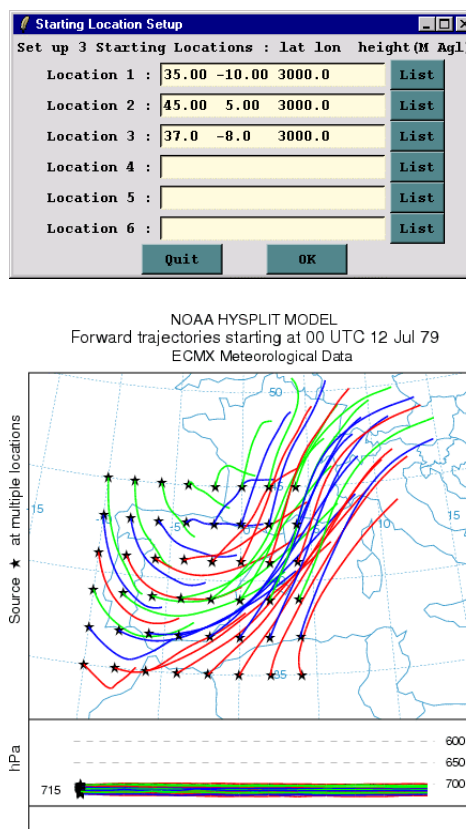 Starting Location Setup
Set up 3 Starting Locations : lat lon height(M Agl)
Location 1 : 35.00 -10.00 3000.0 List
Location 2 : 45.00 5.00 3000.0 List
Location 3 : 37.0 -8.0 3000.0 List
Location 4 : List
Location 5 : List
Location 6 : List
Quit OK
NOAA HYSPLIT MODEL
Forward trajectories starting at 00 UTC 12 Jul 79
ECMX Meteorological Data
Source ★ at multiple locations
50
-15
-5
10
15
35
hPa
600
650
700
715